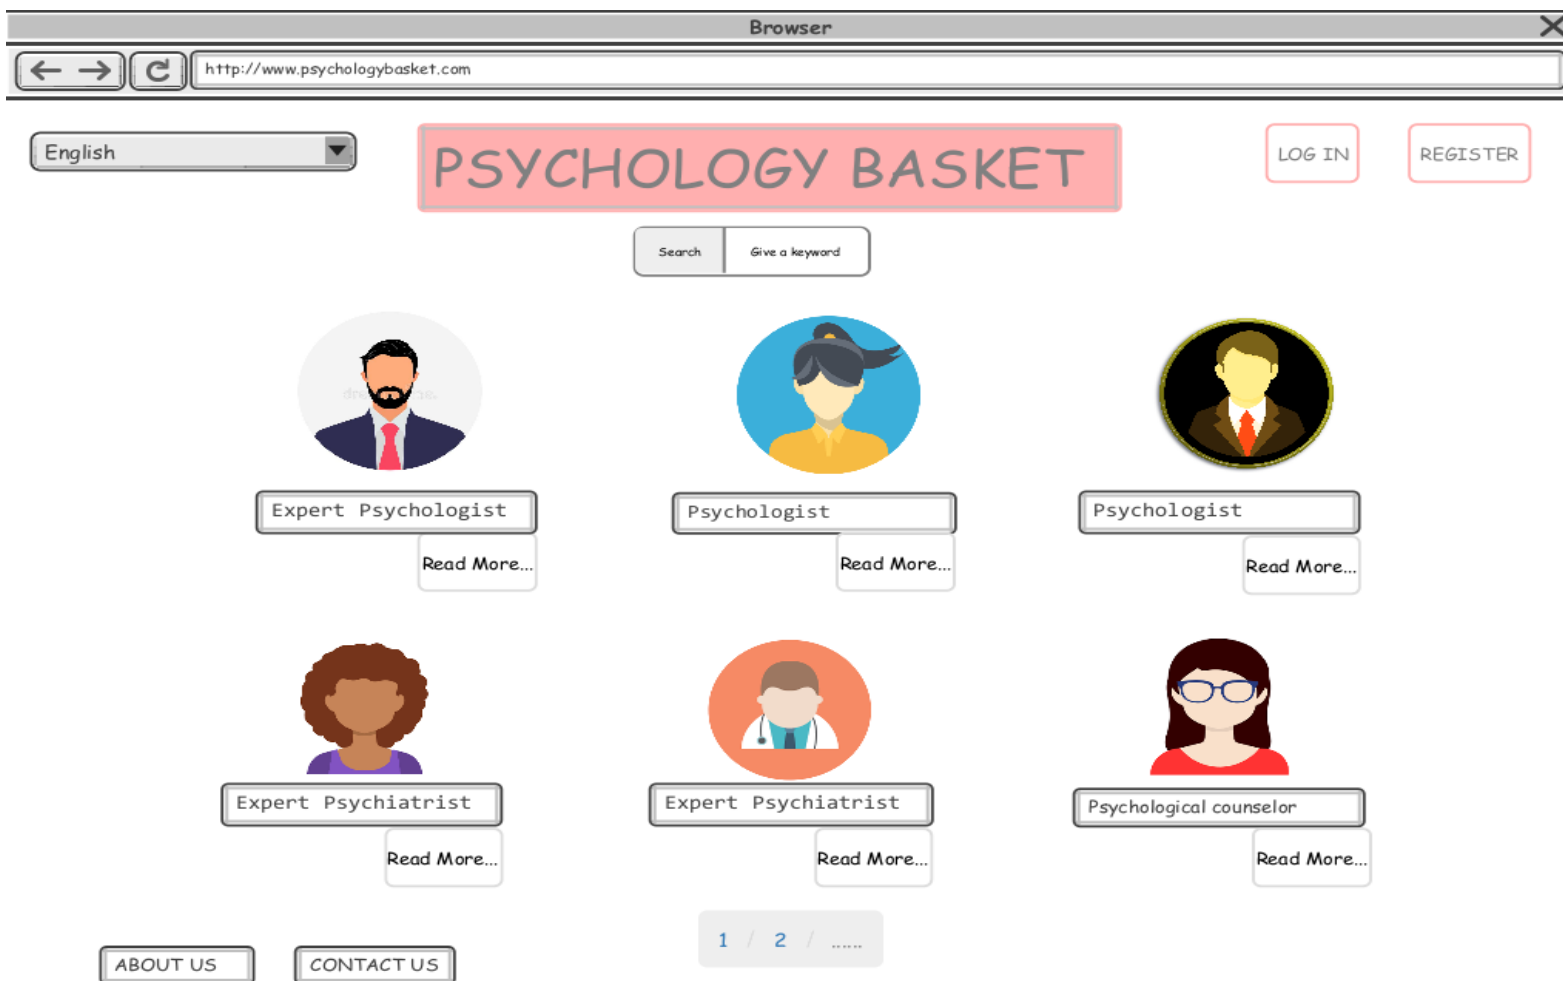 Browser
http://www.psychologybasket.com
English
PSYCHOLOGY BASKET
LOG IN
REGISTER
Search
Give a keyword
Expert Psychologist
Psychologist
Psychologist
Read More...
Read More...
Read More...
Expert Psychiatrist
Expert Psychiatrist
Psychological counselor
Read More...
Read More...
Read More...
1 / 2 / ......
ABOUT US
CONTACT US